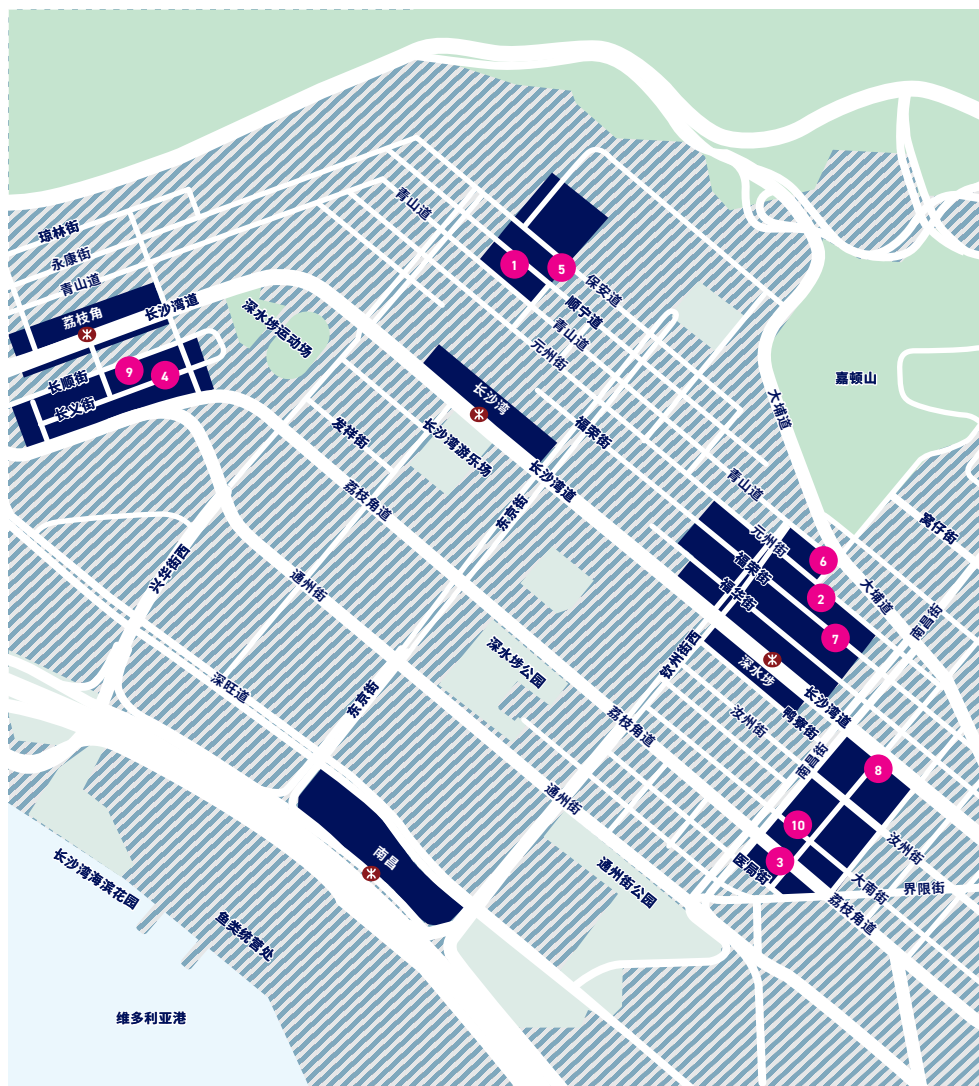 青山道
琼林街
永康街
青山道
荔枝角
长沙湾道
深水埗运动场
1
5
保安道
顺宁道
青山道
元州街
长顺街
9
4
长义街
长沙湾
嘉顿山
大埔道
福荣街
发祥街
长沙湾游乐场
长沙湾道
荔枝角道
东京街
青山道
窝仔街
元州街
6
福荣街
福华街
2
大埔道
南昌街
7
兴华街西
通州街
深水埗公园
钦州街西
深水埗
深旺道
东京街
荔枝角道
汝州街
鸭寮街
长沙湾道
南昌街
8
通州街
10
汝州街
南昌
3
医局街
大南街
界限街
通州街公园
荔枝角道
长沙湾海滨花园
鱼类统营处
维多利亚港